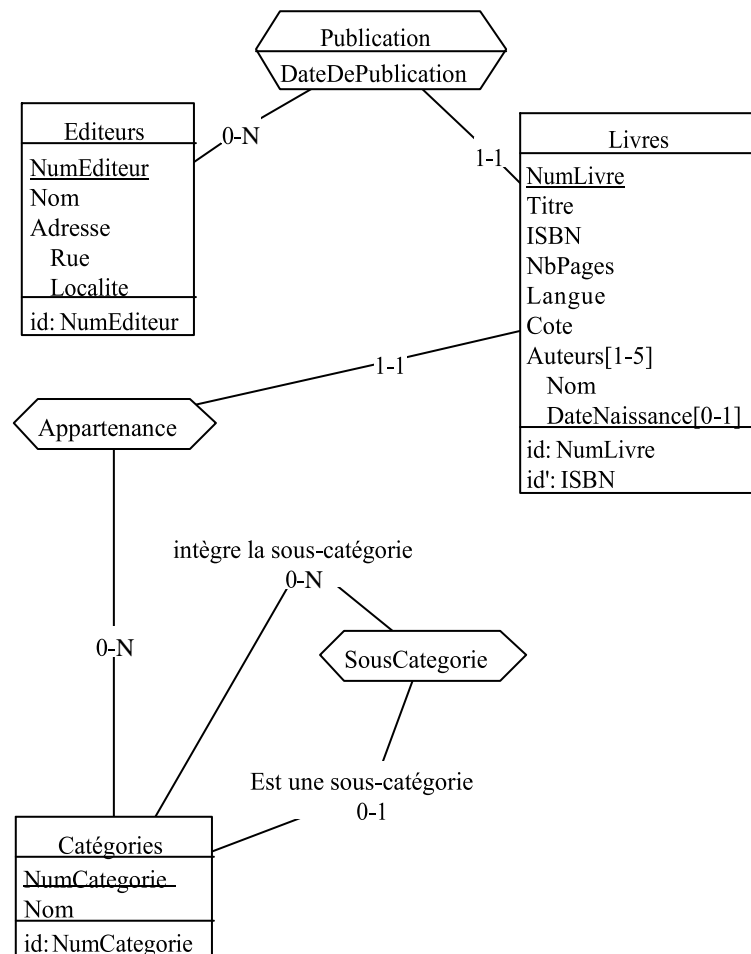 Publication
DateDePublication
Editeurs
NumEditeur
Nom
Adresse
Rue
Localite
id: NumEditeur
0-N
1-1
Livres
NumLivre
Titre
ISBN
NbPages
Langue
Cote
Auteurs[1-5]
Nom
DateNaissance[0-1]
id: NumLivre
id': ISBN
1-1
Appartenance
0-N
intègre la sous-catégorie
0-N
SousCategorie
Est une sous-catégorie
0-1
Catégories
NumCategorie
Nom
id: NumCategorie